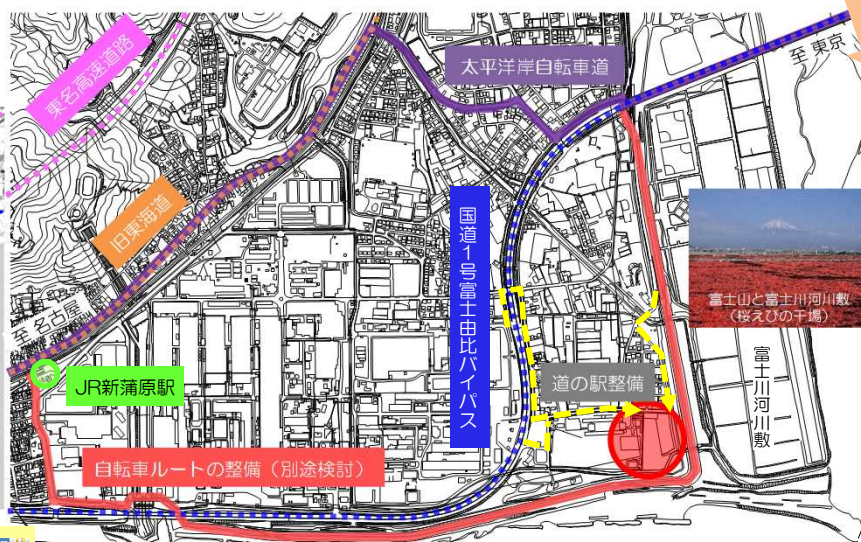 東名高速道路
太平洋岸自転車道
至 東京
旧東海道
国道１号富士由比バイパス
富士山と富士川河川敷
（桜えびの干場）
至 名古屋
JR新蒲原駅
道の駅整備
富士川河川敷
自転車ルートの整備（別途検討）